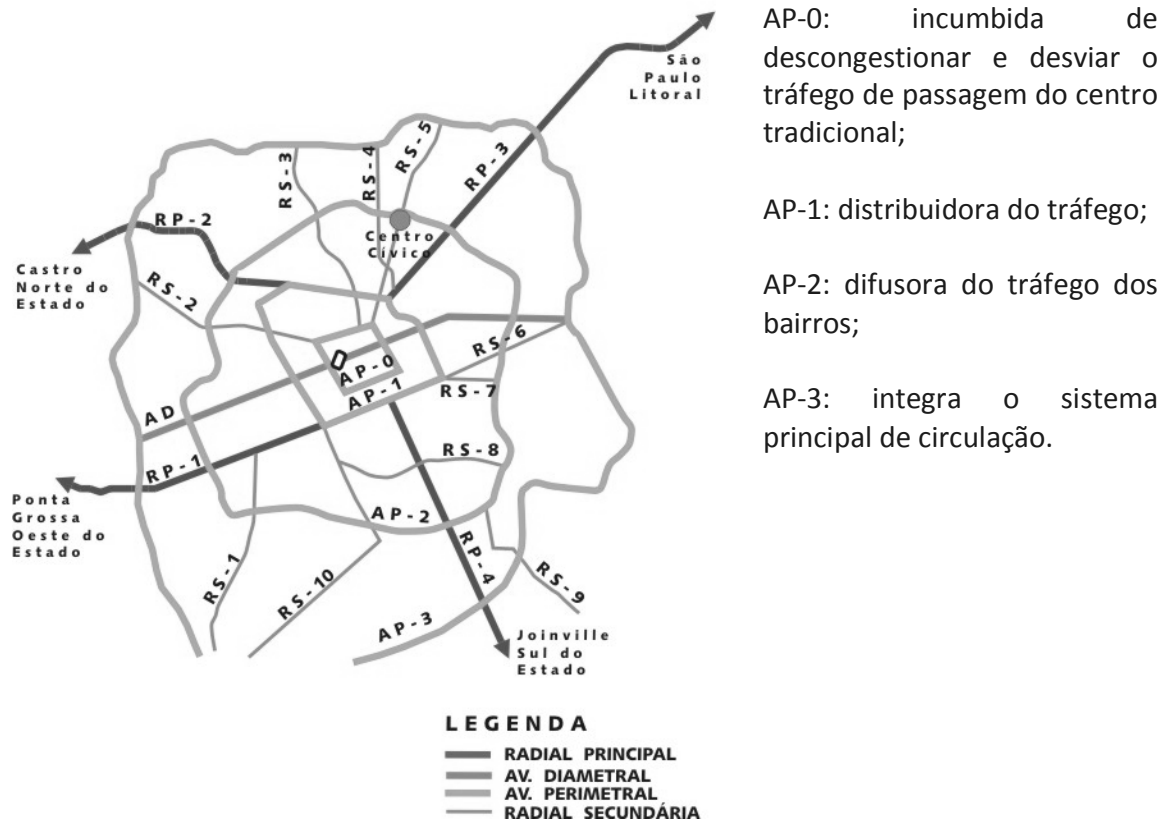 São
Paulo
Litoral
RS-5
RS-4
RS-3
RP-3
RP-2
Centro
Cívico
Castro
Norte do
Estado
RS-2
RS-6
AP-0
AP-1
RS-7
AD
RS-8
RP-1
Ponta
Grossa
Oeste do
Estado
AP-2
RP-4
RS-1
RS-10
RS-9
AP-3
Joinville
Sul do
Estado
LEGENDA
RADIAL PRINCIPAL
AV. DIAMETRAL
AV. PERIMETRAL
RADIAL SECUNDÁRIA
AP-0: incumbida de
descongestionar e desviar o
tráfego de passagem do centro
tradicional;
AP-1: distribuidora do tráfego;
AP-2: difusora do tráfego dos
bairros;
AP-3: integra o sistema
principal de circulação.